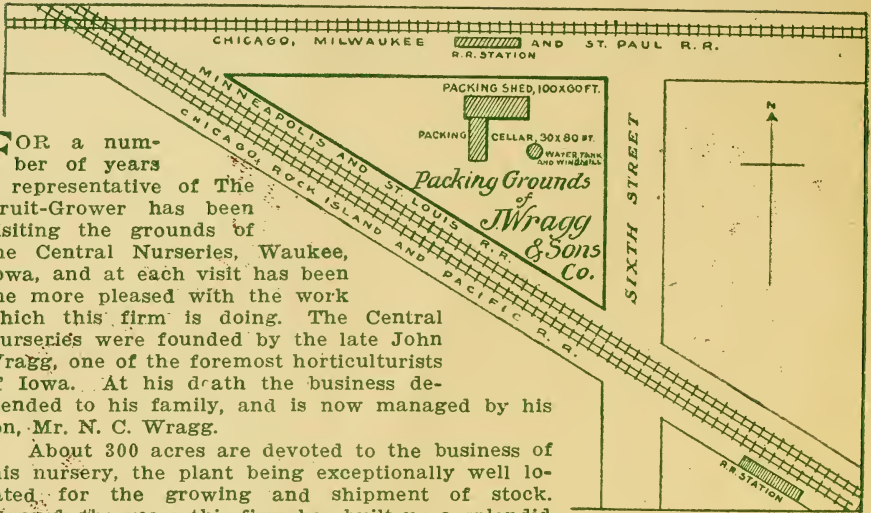 CHICAGO, MILWAUKEE AND ST. PAUL R.R.
R.R. STATION
MINNEAPOLIS AND ST. LOUIS R.R.
CHICAGO, ROCK ISLAND AND PACIFIC R.R.
PACKING SHED, 100X60 FT.
PACKING CELLAR, 30X80 FT.
WATER TANK
AND WINDMILL
Packing Grounds
of
J. Wragg
& Sons
Co.
SIXTH STREET
N
R.R. STATION
FOR a num-
ber of years
representative of The
ruit-Grower has been
isiting the grounds of
he Central Nurseries, Waukee,
owa, and at each visit has been
he more pleased with the work
hich this firm is doing. The Central
urseries were founded by the late John
ragg, one of the foremost horticulturists
f Iowa. At his death the business de-
ended to his family, and is now managed by his
on, Mr. N. C. Wragg.
About 300 acres are devoted to the business of
is nursery, the plant being exceptionally well lo-
ated for the growing and shipment of stock.